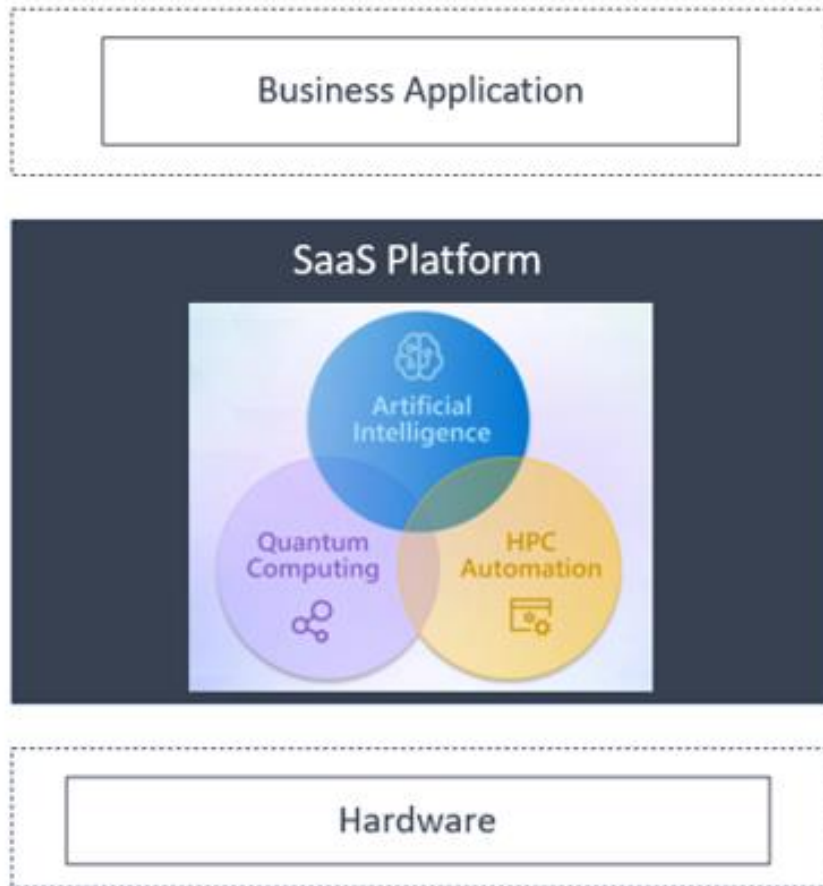 Business Application
SaaS Platform
Artificial
Intelligence
Quantum
Computing
HPC
Automation
Hardware